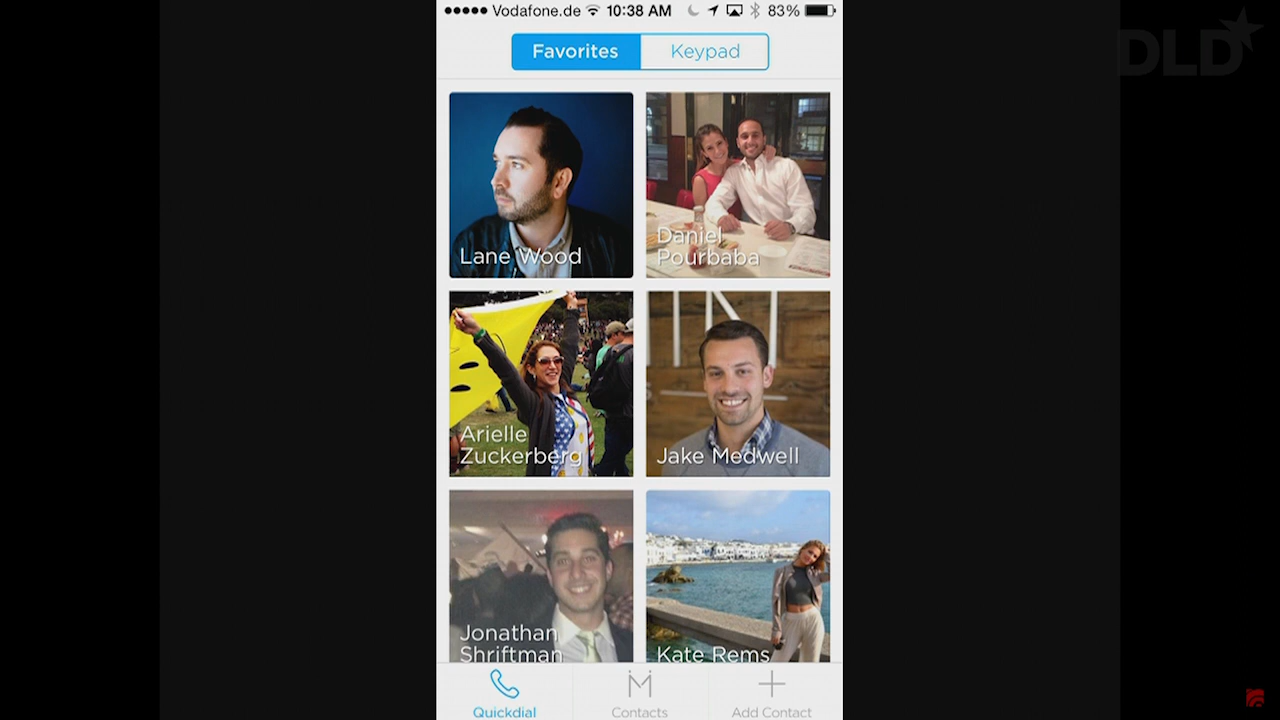 Vodafone.de 10:38 AM 83%
DLD
Favorites Keypad
Lane Wood
Daniel
Pourbaba
Arielle
Zuckerberg
Jake Medwell
Jonathan
Shriftman
Kate Rems
Quickdial Contacts Add Contact